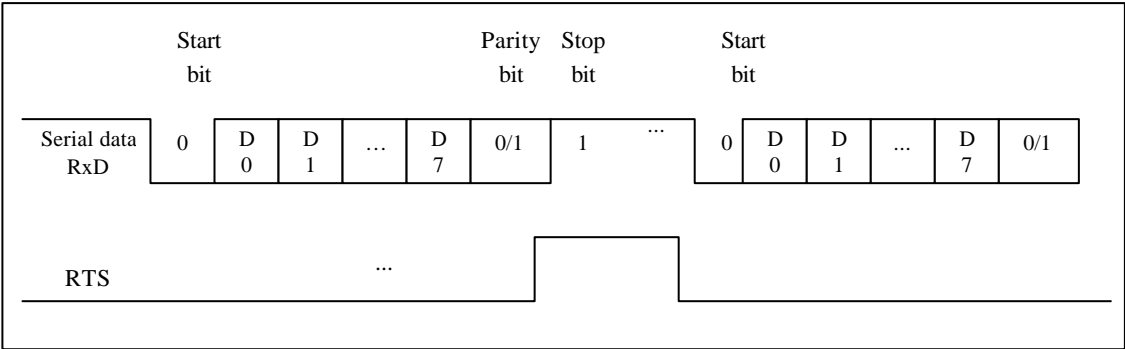 Start Parity Stop Start
bit bit bit bit
Serial data 0 D D … D 0/1 1 ... 0 D D ... D 0/1
RxD 0 1 7 0 1 7
...
RTS